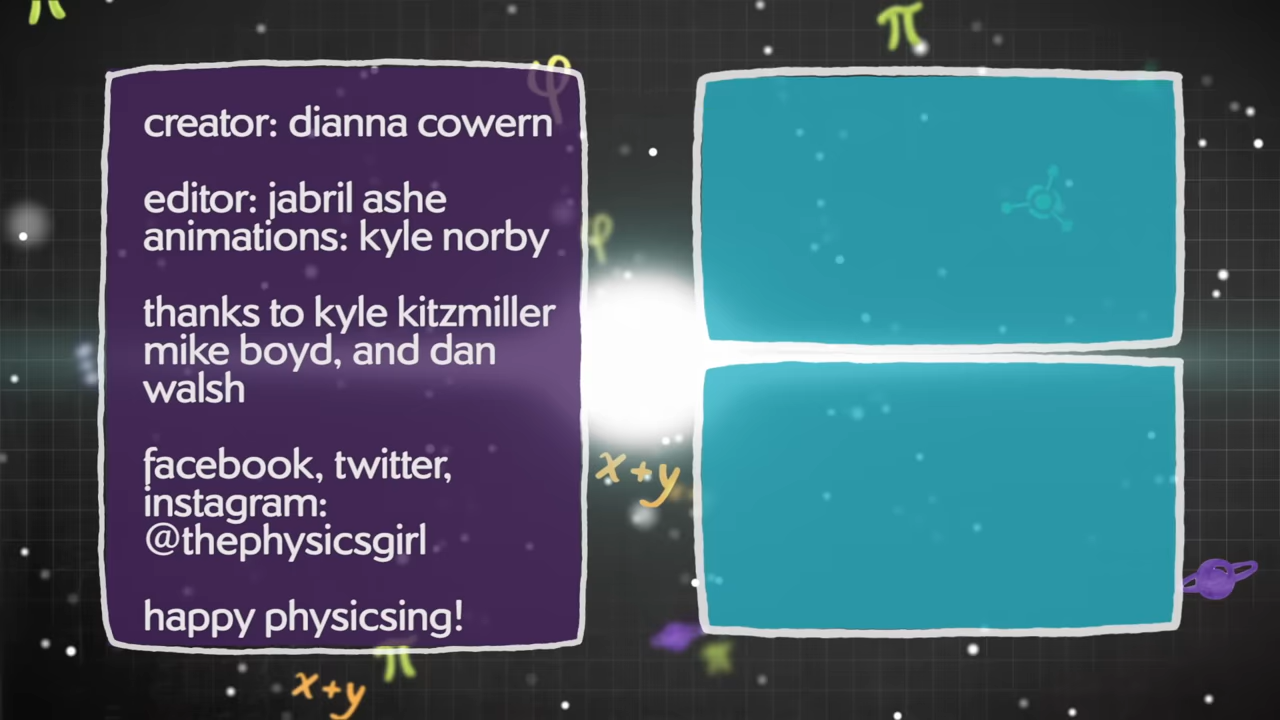 creator: dianna cowern
editor: jabril ashe
animations: kyle norby
thanks to kyle kitzmiller
mike boyd, and dan
walsh
facebook, twitter,
instagram:
@thephysicsgirl
happy physicsing!
π
π
φ
φ
x+y
π
π
x+y